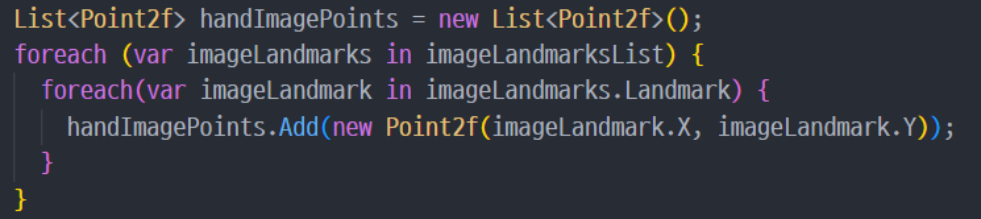 List<Point2f> handImagePoints = new List<Point2f>();
foreach (var imageLandmarks in imageLandmarksList) {
foreach(var imageLandmark in imageLandmarks.Landmark) {
handImagePoints.Add(new Point2f(imageLandmark.X, imageLandmark.Y));
}
}